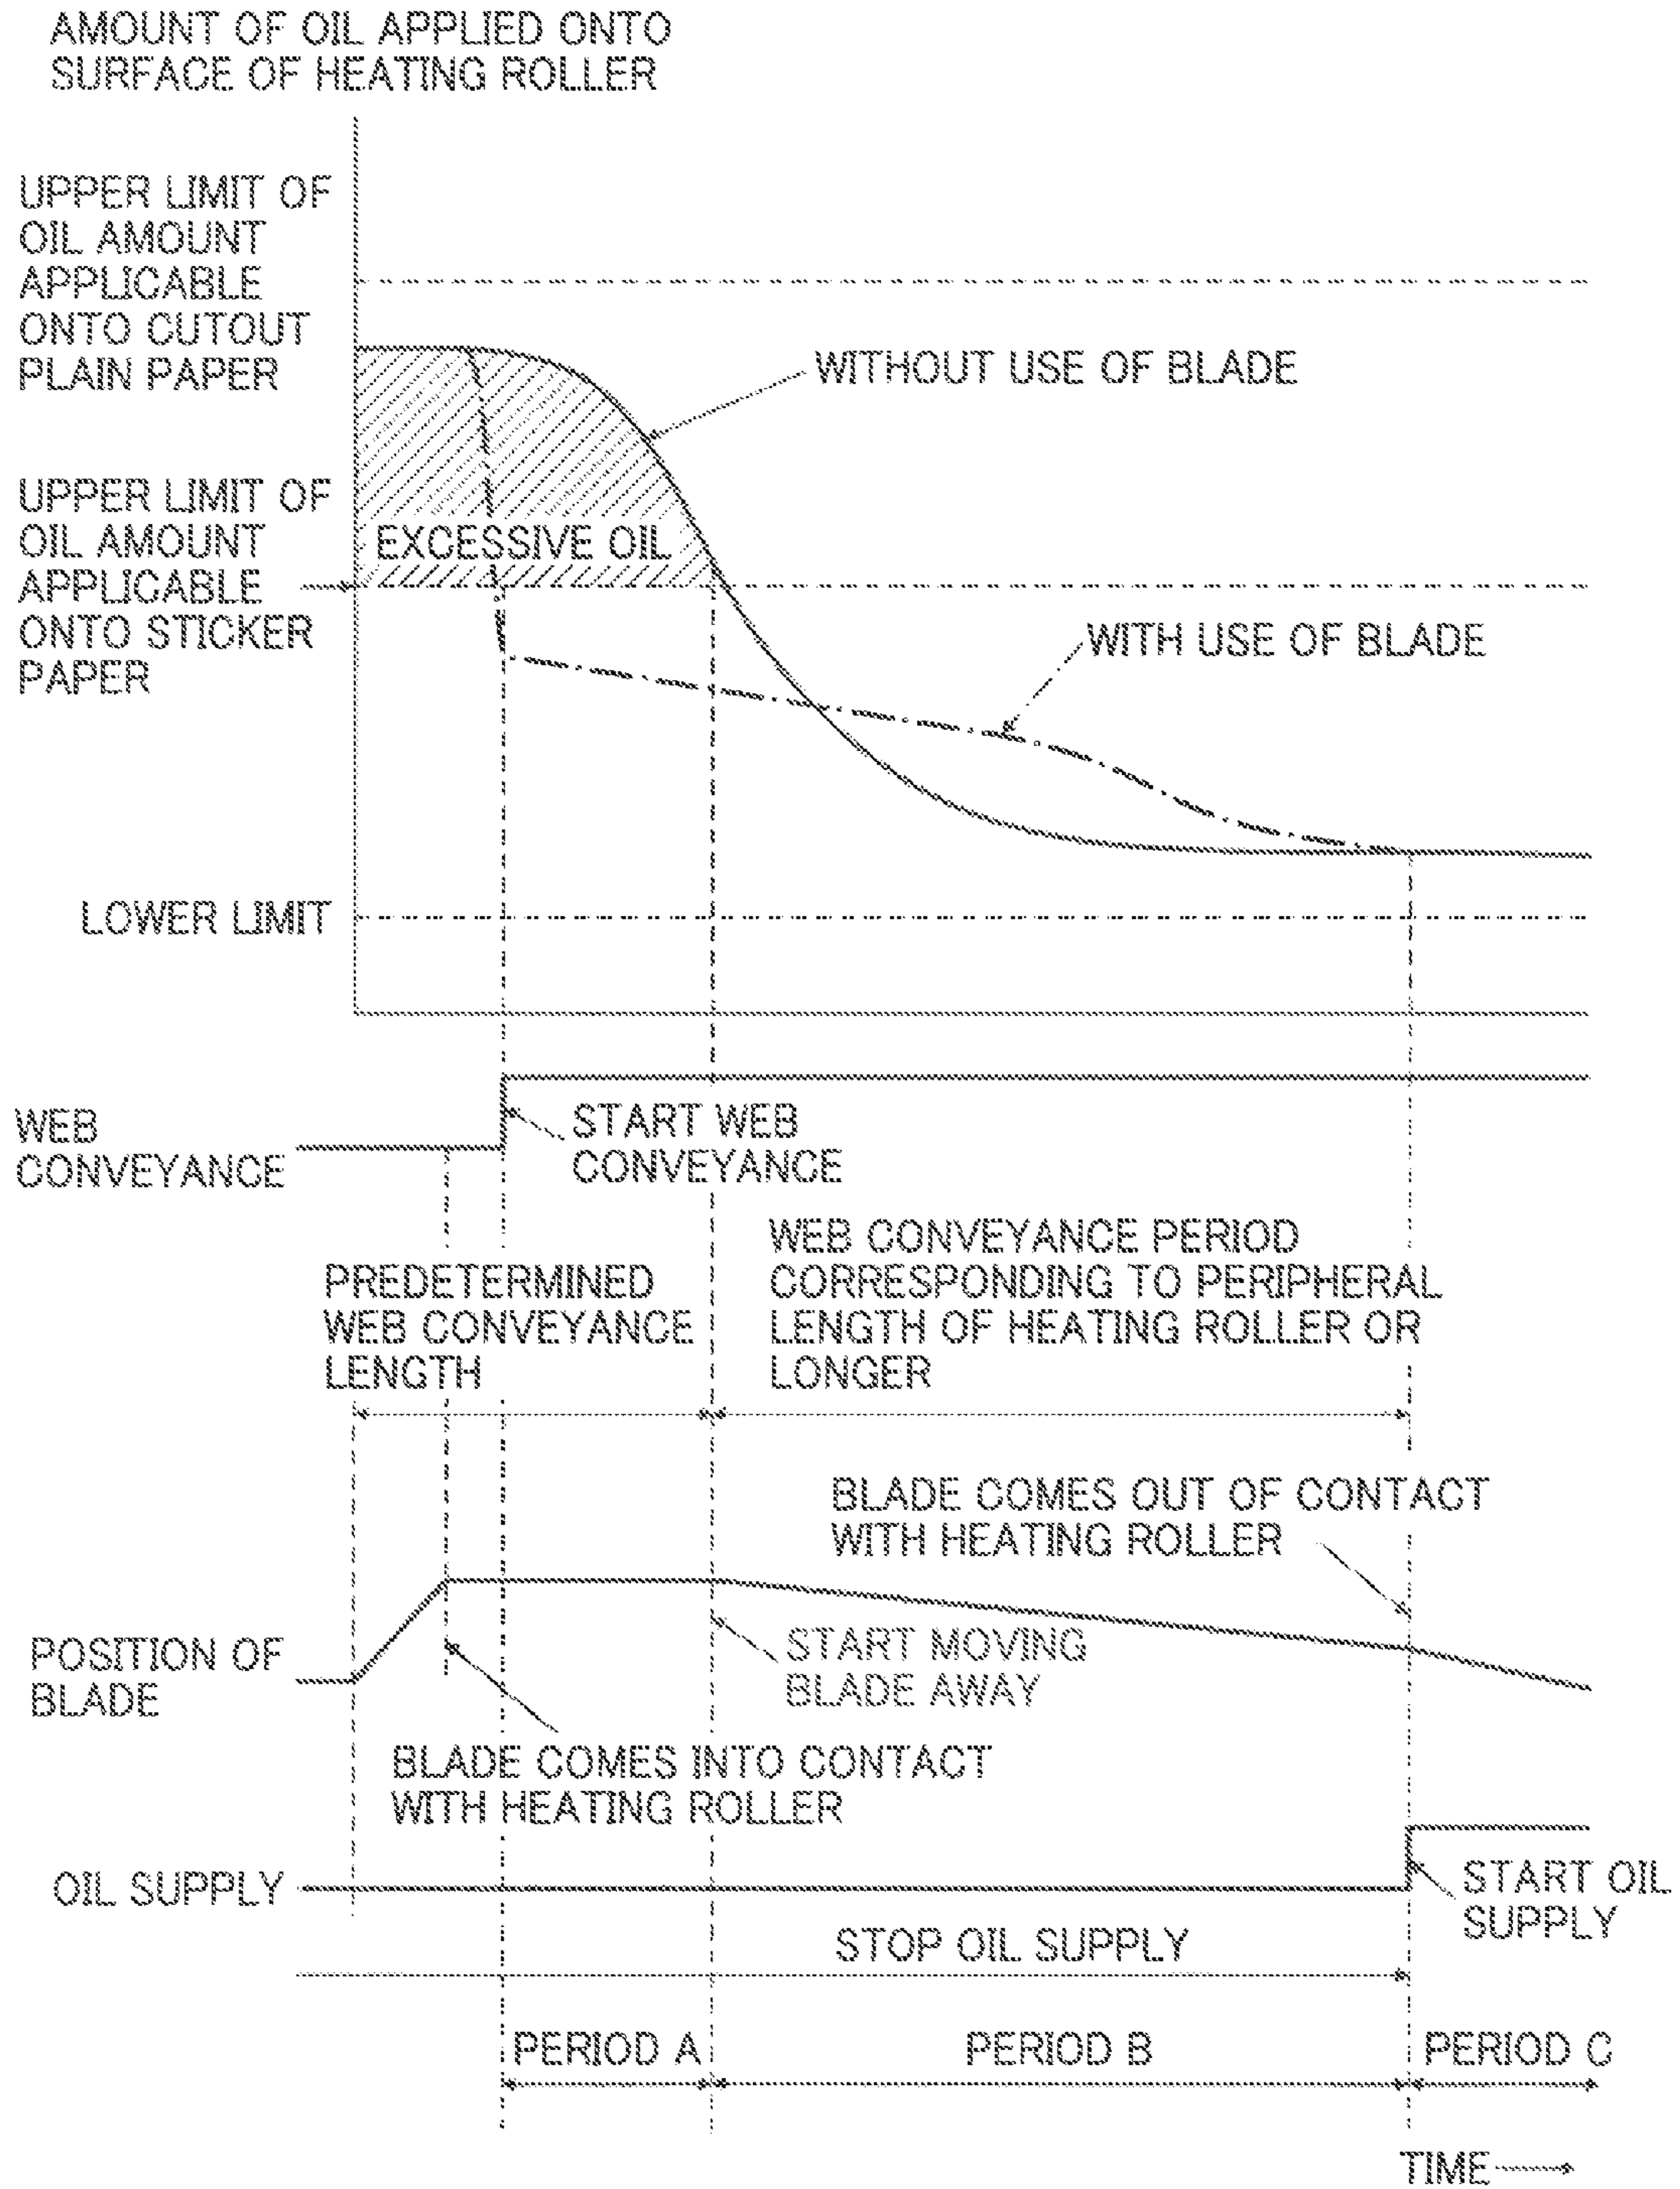 AMOUNT OF OIL APPLIED ONTO
SURFACE OF HEATING ROLLER
UPPER LIMIT OF
OIL AMOUNT
APPLICABLE
ONTO CUTOUT
PLAIN PAPER
WITHOUT USE OF BLADE
UPPER LIMIT OF
OIL AMOUNT
APPLICABLE
ONTO STICKER
PAPER
EXCESSIVE OIL
WITH USE OF BLADE
LOWER LIMIT
WEB
CONVEYANCE
START WEB
CONVEYANCE
PREDETERMINED
WEB CONVEYANCE
LENGTH
WEB CONVEYANCE PERIOD
CORRESPONDING TO PERIPHERAL
LENGTH OF HEATING ROLLER OR
LONGER
BLADE COMES OUT OF CONTACT
WITH HEATING ROLLER
POSITION OF
BLADE
START MOVING
BLADE AWAY
BLADE COMES INTO CONTACT
WITH HEATING ROLLER
OIL SUPPLY
START OIL
SUPPLY
STOP OIL SUPPLY
PERIOD A
PERIOD B
PERIOD C
TIME